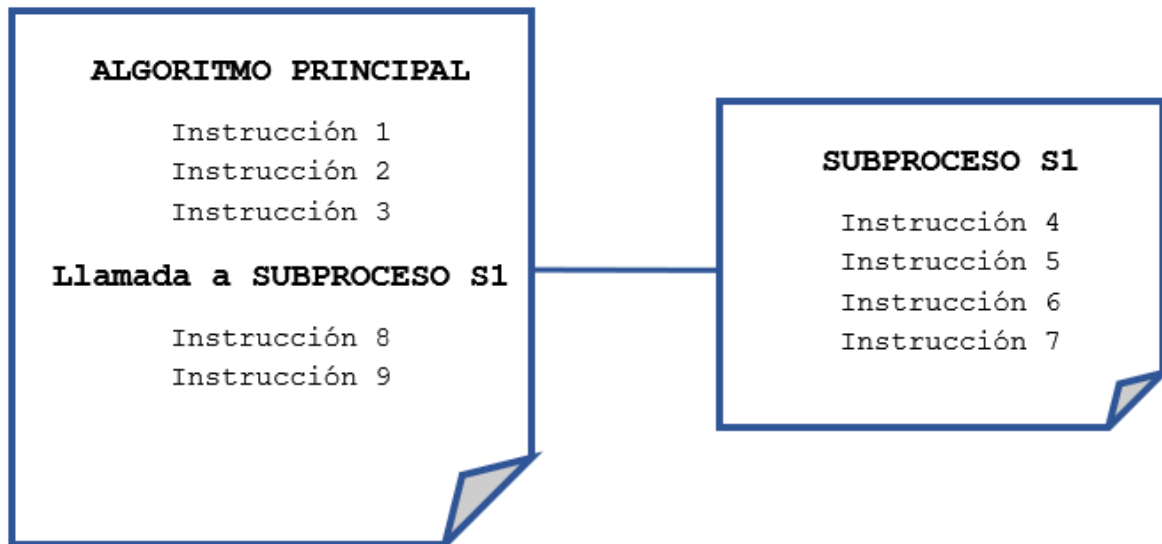 ALGORITMO PRINCIPAL
Instrucción 1
Instrucción 2
Instrucción 3
Llamada a SUBPROCESO S1
Instrucción 8
Instrucción 9
SUBPROCESO S1
Instrucción 4
Instrucción 5
Instrucción 6
Instrucción 7